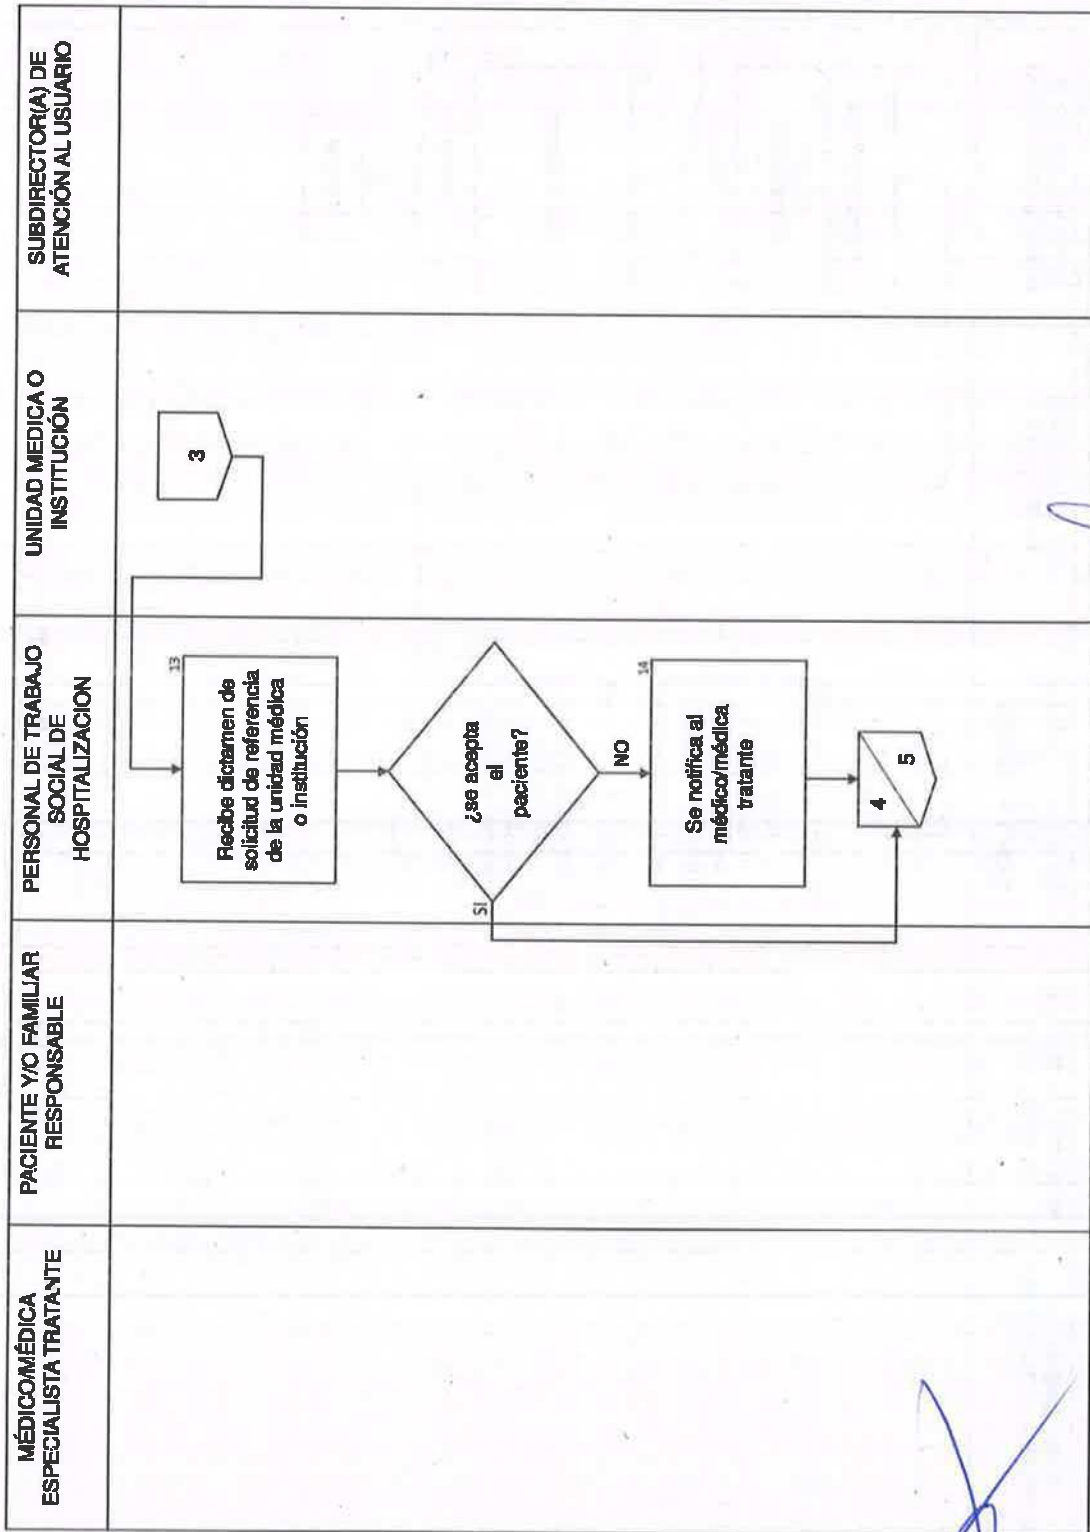 MÉDICO/MÉDICA
ESPECIALISTA TRATANTE
PACIENTE Y/O FAMILIAR
RESPONSABLE
PERSONAL DE TRABAJO
SOCIAL DE
HOSPITALIZACION
UNIDAD MEDICA O
INSTITUCIÓN
SUBDIRECTOR(A) DE
ATENCIÓN AL USUARIO
3
13
Recibe dictamen de
solicitud de referencia
de la unidad médica
o institución
¿se acepta
el
paciente?
SI
NO
14
Se notifica al
médico/médica
tratante
4
5